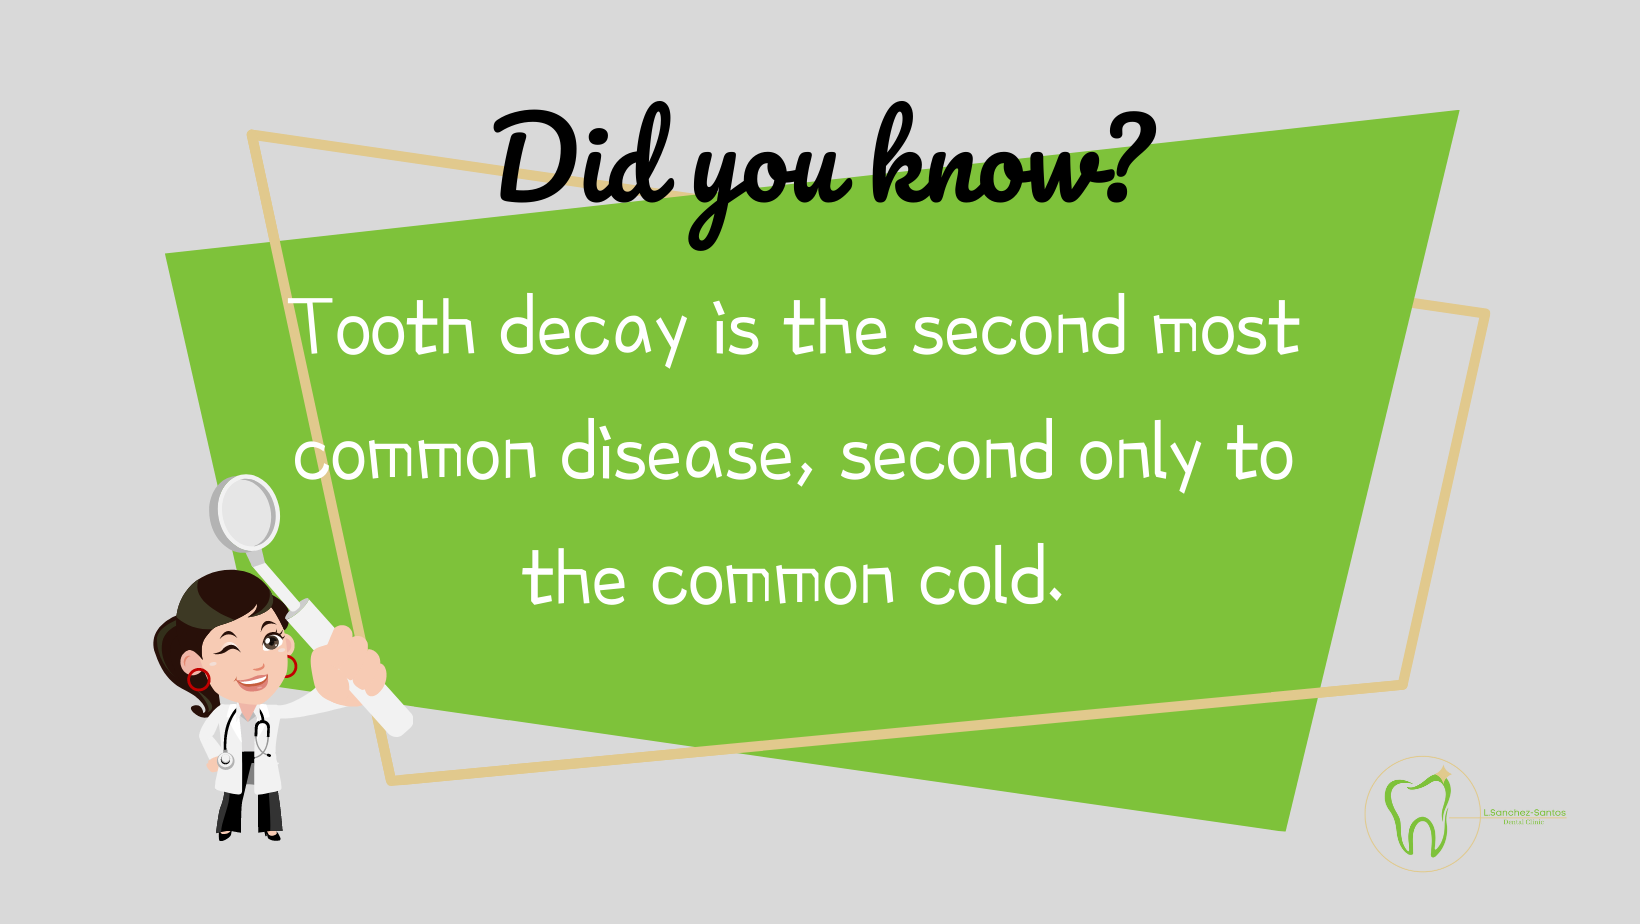 Did you know?
Tooth decay is the second most
common disease, second only to
the common cold.
L.Sanchez-Santos
Dental Clinic